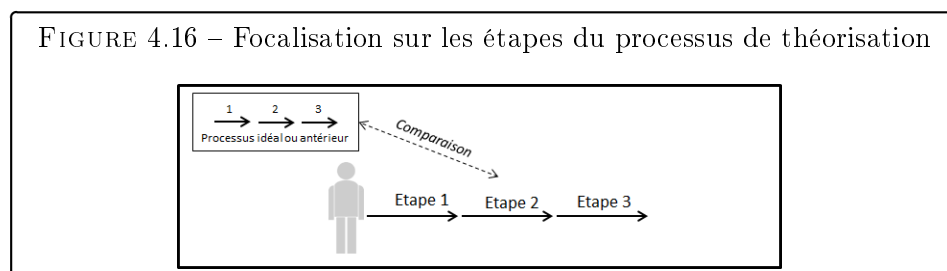 FIGURE 4.16 – Focalisation sur les étapes du processus de théorisation
1 2 3
Processus idéal ou antérieur
Comparaison
Etape 1 Etape 2 Etape 3